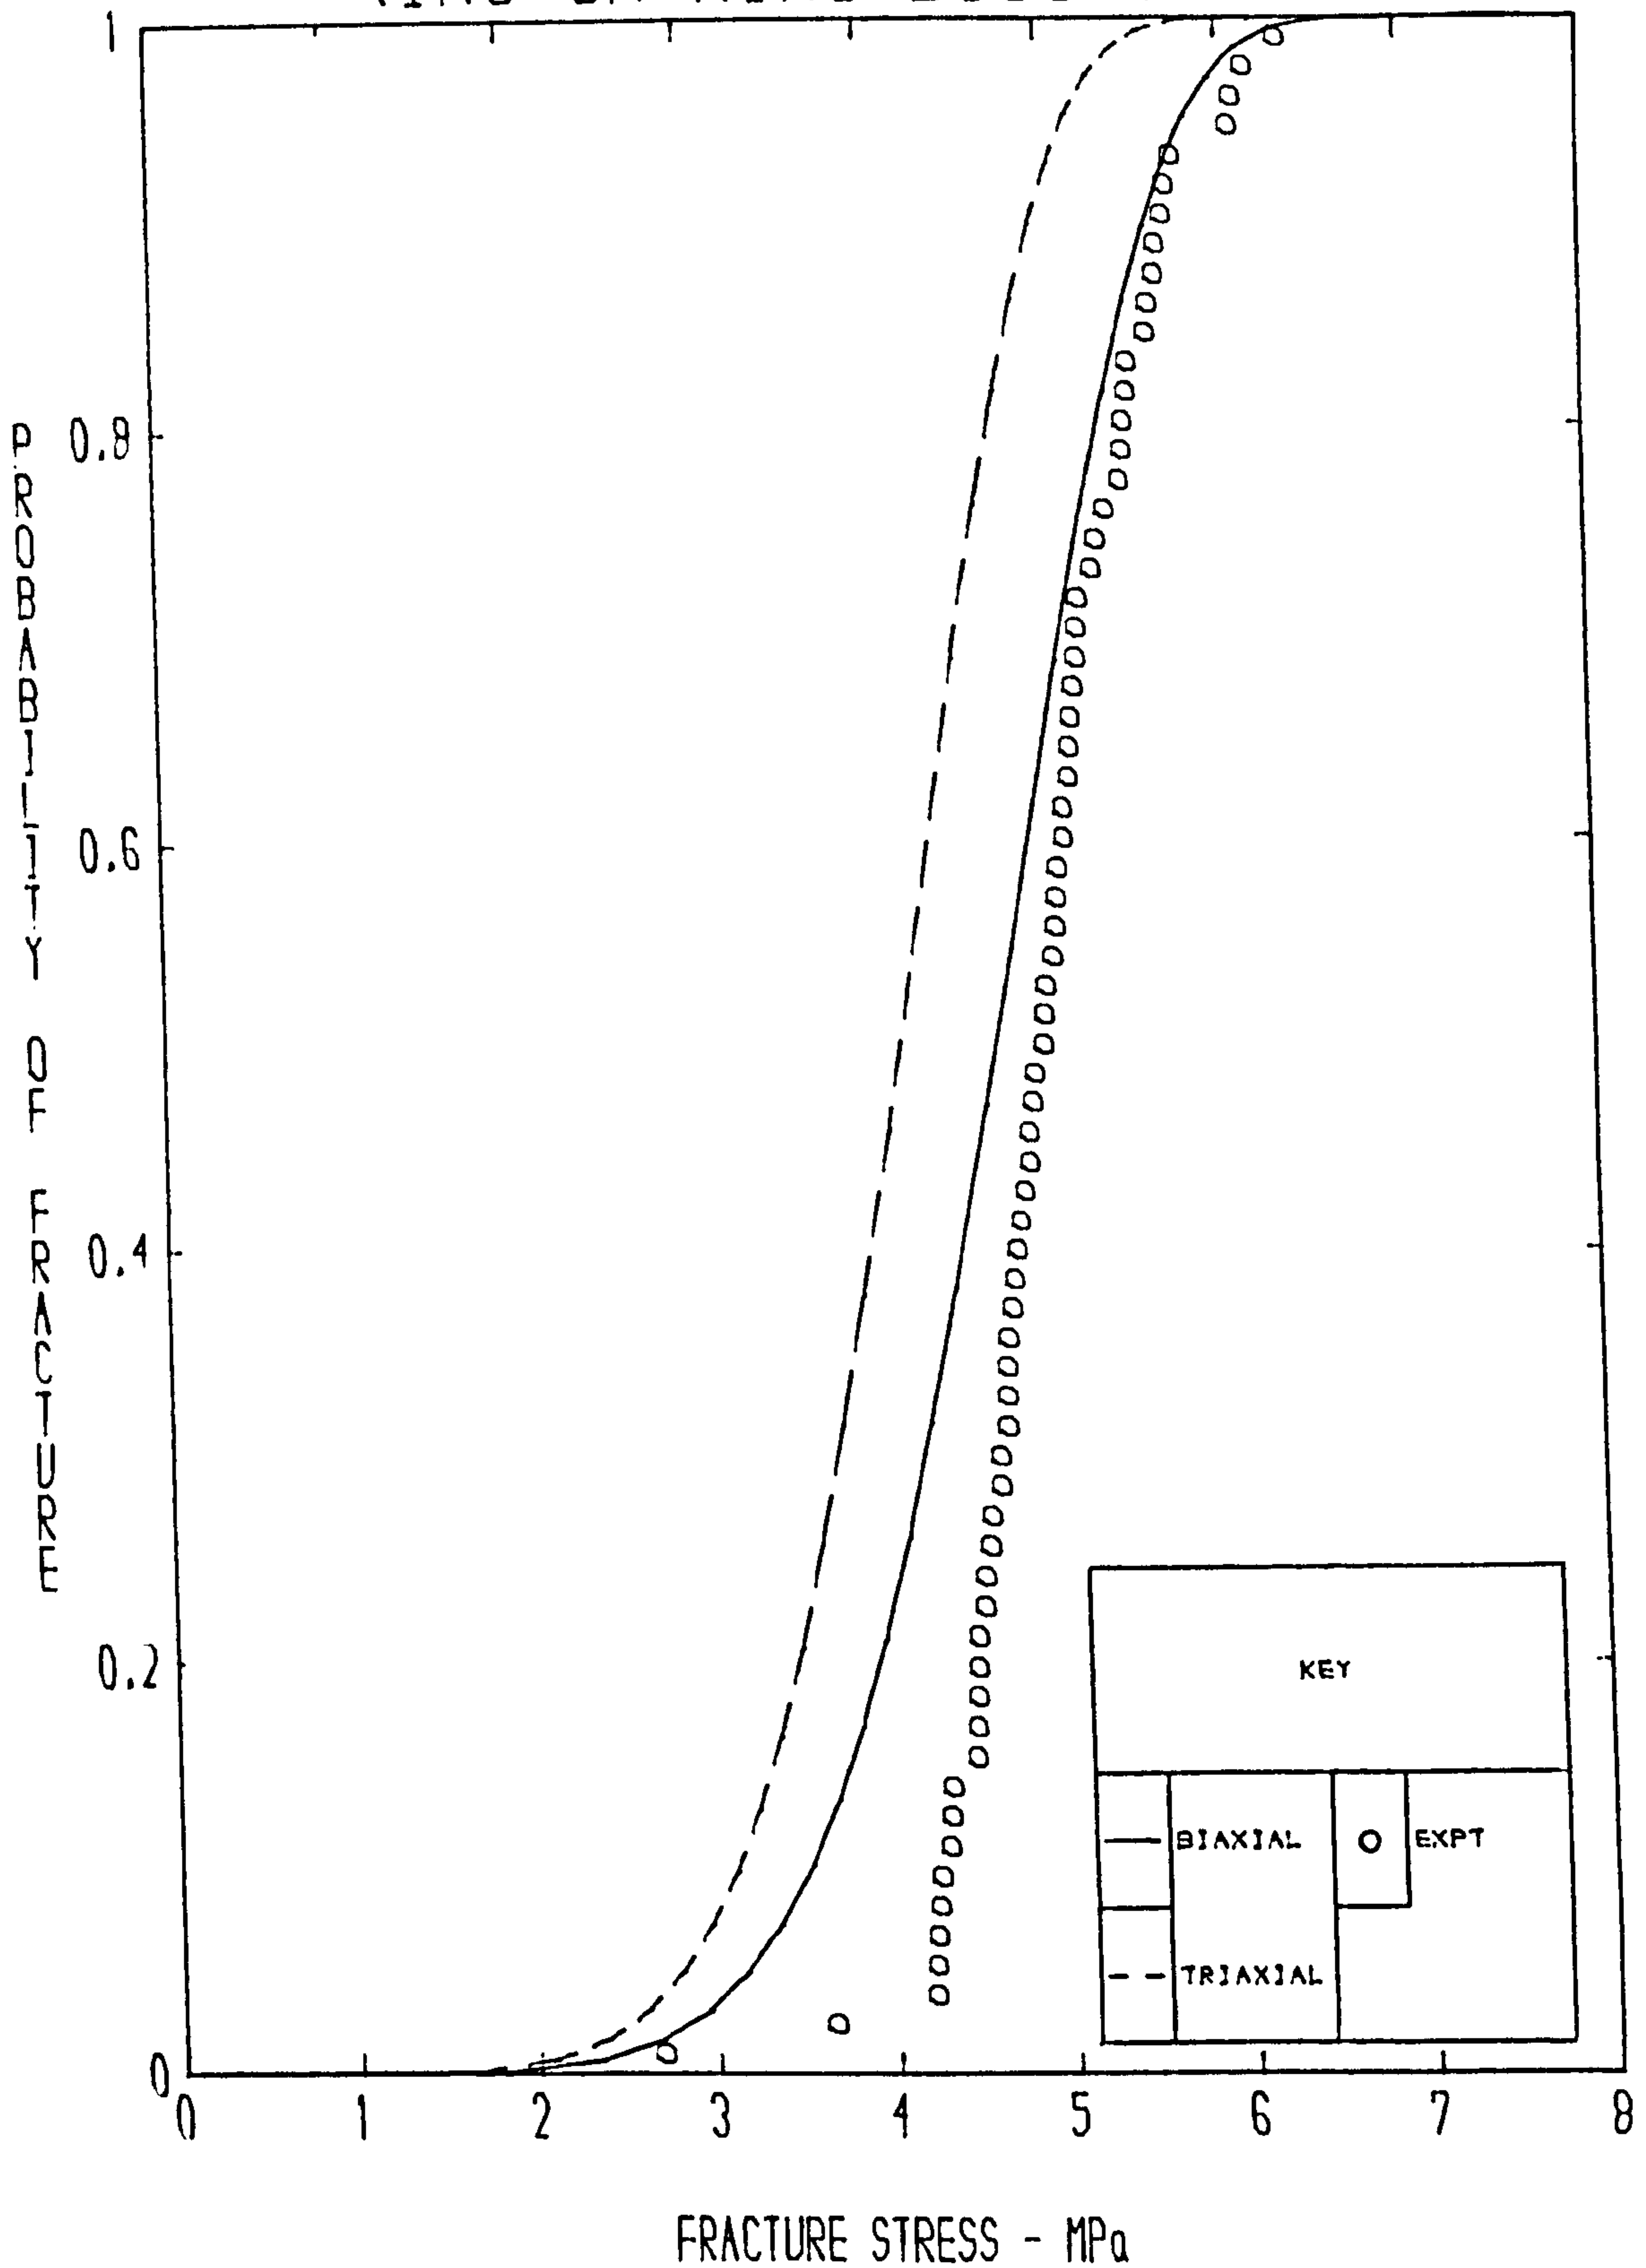 1
0.8
0.6
0.4
0.2
0
PROBABILITY OF FRACTURE
0 1 2 3 4 5 6 7 8
FRACTURE STRESS - MPa
KEY
BIAXIAL
EXPT
TRIAXIAL